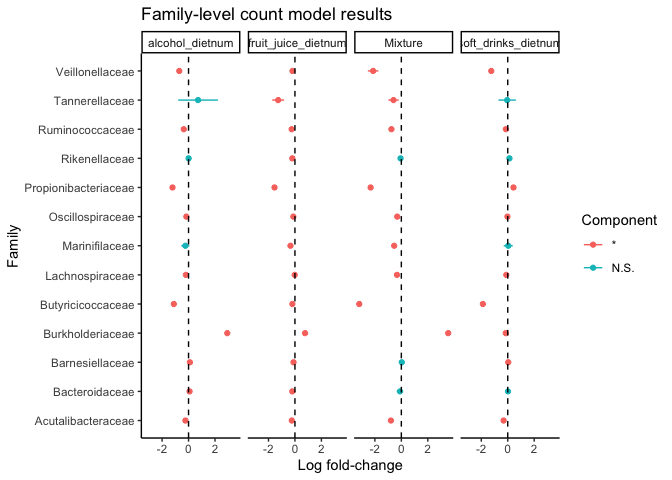 Family-level count model results
alcohol_dietnum fruit_juice_dietnum Mixture soft_drinks_dietnum
Veillonellaceae
Tannerellaceae
Ruminococcaceae
Rikenellaceae
Propionibacteriaceae
Oscillospiraceae
Marinifilaceae
Lachnospiraceae
Butyricicoccaceae
Burkholderiaceae
Barnesiellaceae
Bacteroidaceae
Acutalibacteraceae
Family
-2 0 2 -2 0 2 -2 0 2 -2 0 2
Log fold-change
Component
*
N.S.